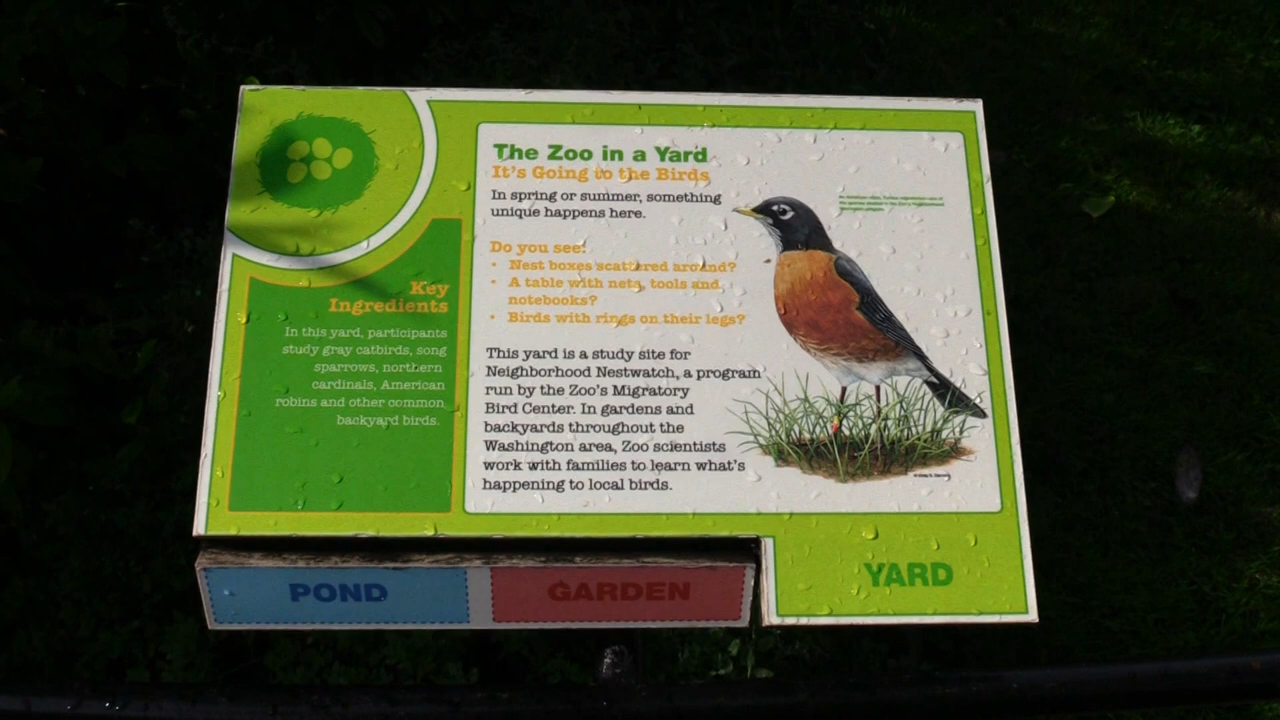 The Zoo in a Yard
It's Going to the Birds
In spring or summer, something
unique happens here.
Do you see:
• Nest boxes scattered around?
• A table with nets, tools and
notebooks?
• Birds with rings on their legs?
This yard is a study site for
Neighborhood Nestwatch, a program
run by the Zoo's Migratory
Bird Center. In gardens and
backyards throughout the
Washington area, Zoo scientists
work with families to learn what's
happening to local birds.
Key
Ingredients
In this yard, participants
study gray catbirds, song
sparrows, northern
cardinals, American
robins and other common
backyard birds.
POND
GARDEN
YARD